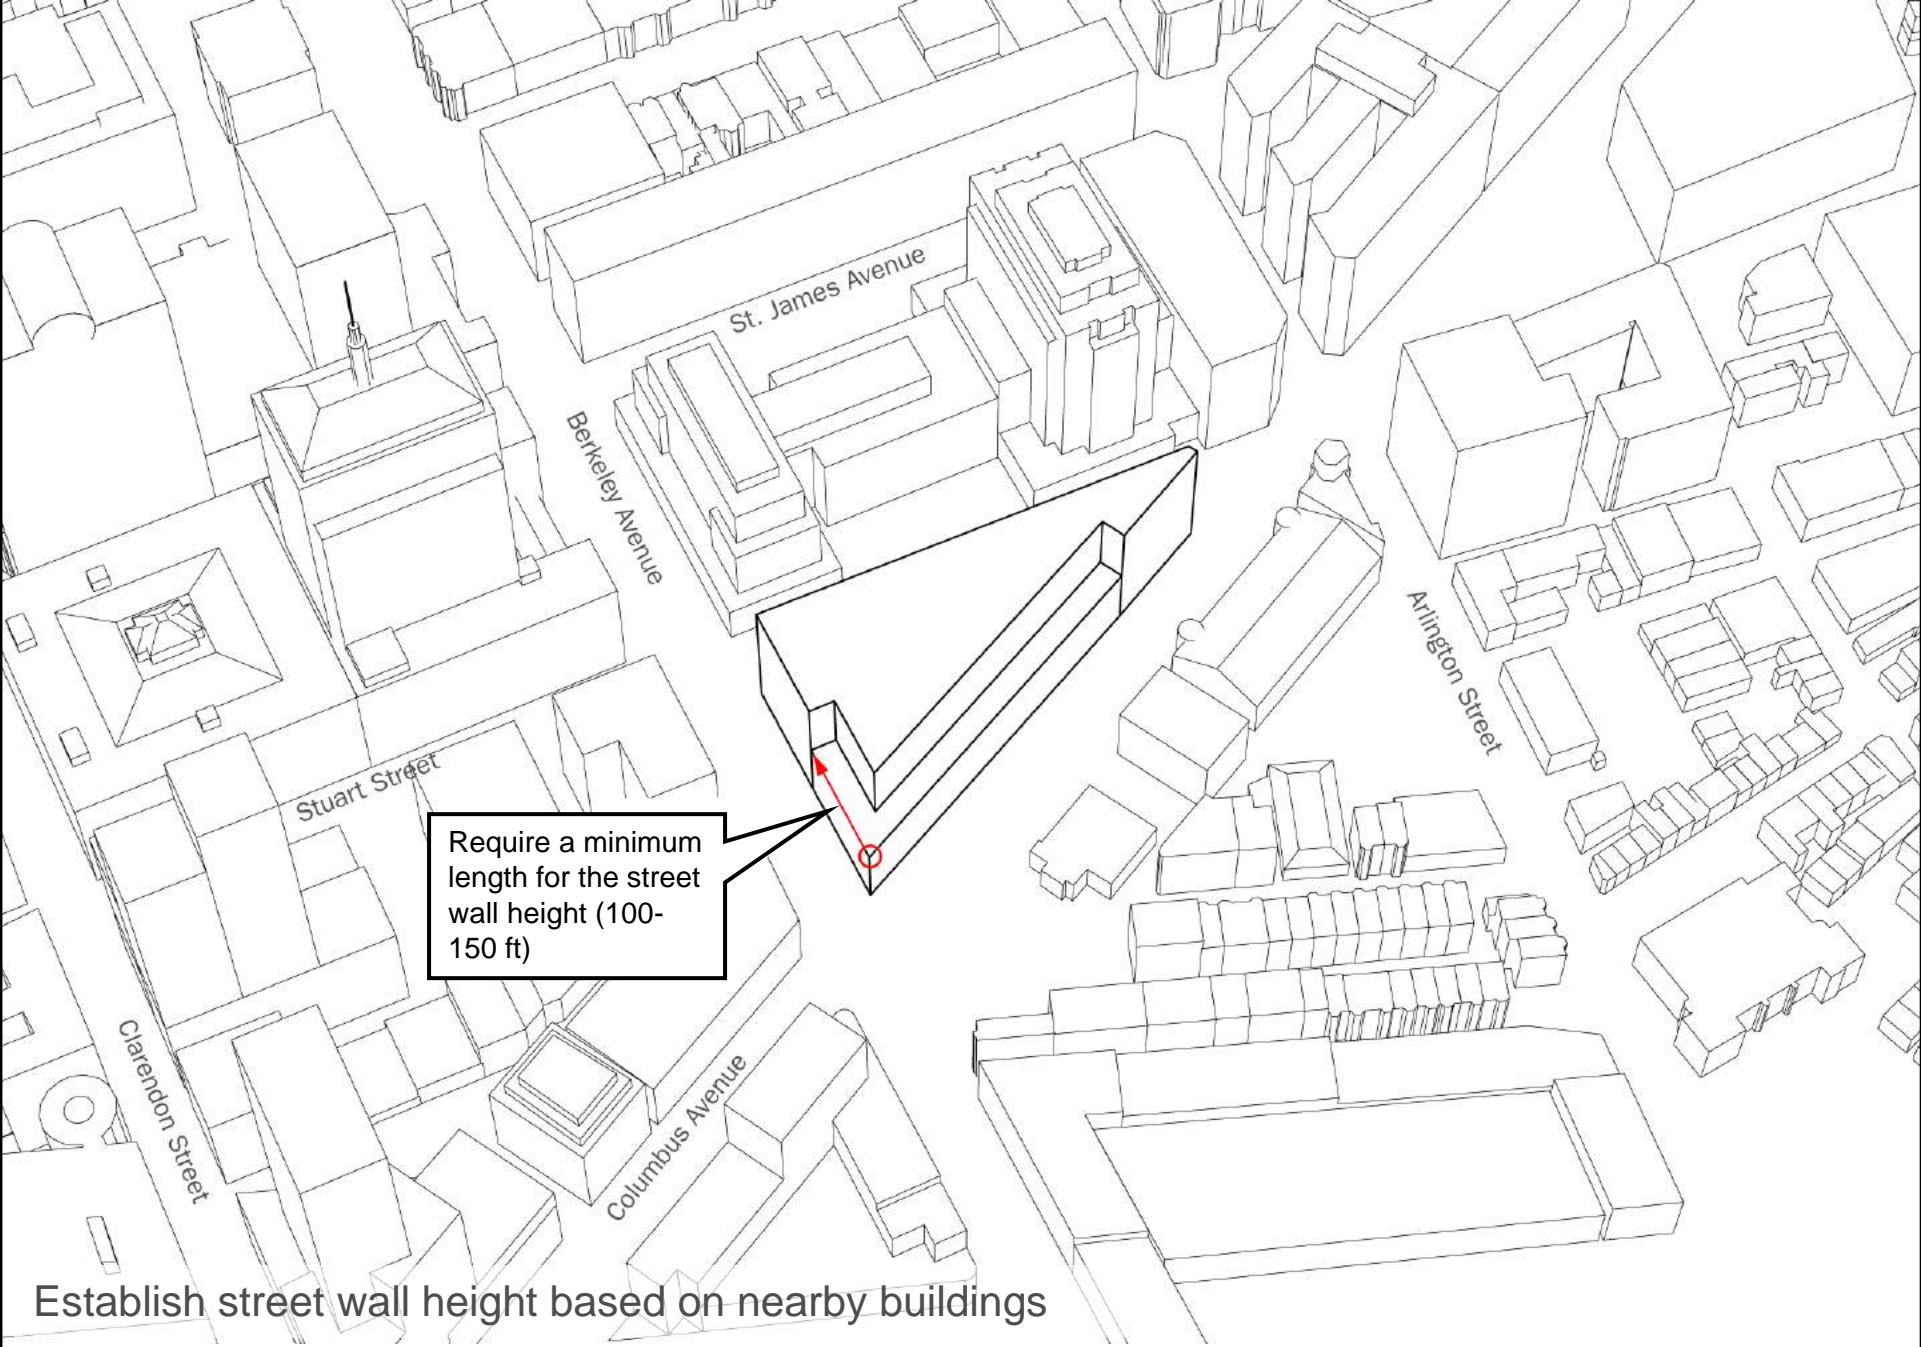 St. James Avenue
Berkeley Avenue
Arlington Street
Stuart Street
Require a minimum
length for the street
wall height (100-
150 ft)
Clarendon Street
Columbus Avenue
Establish street wall height based on nearby buildings